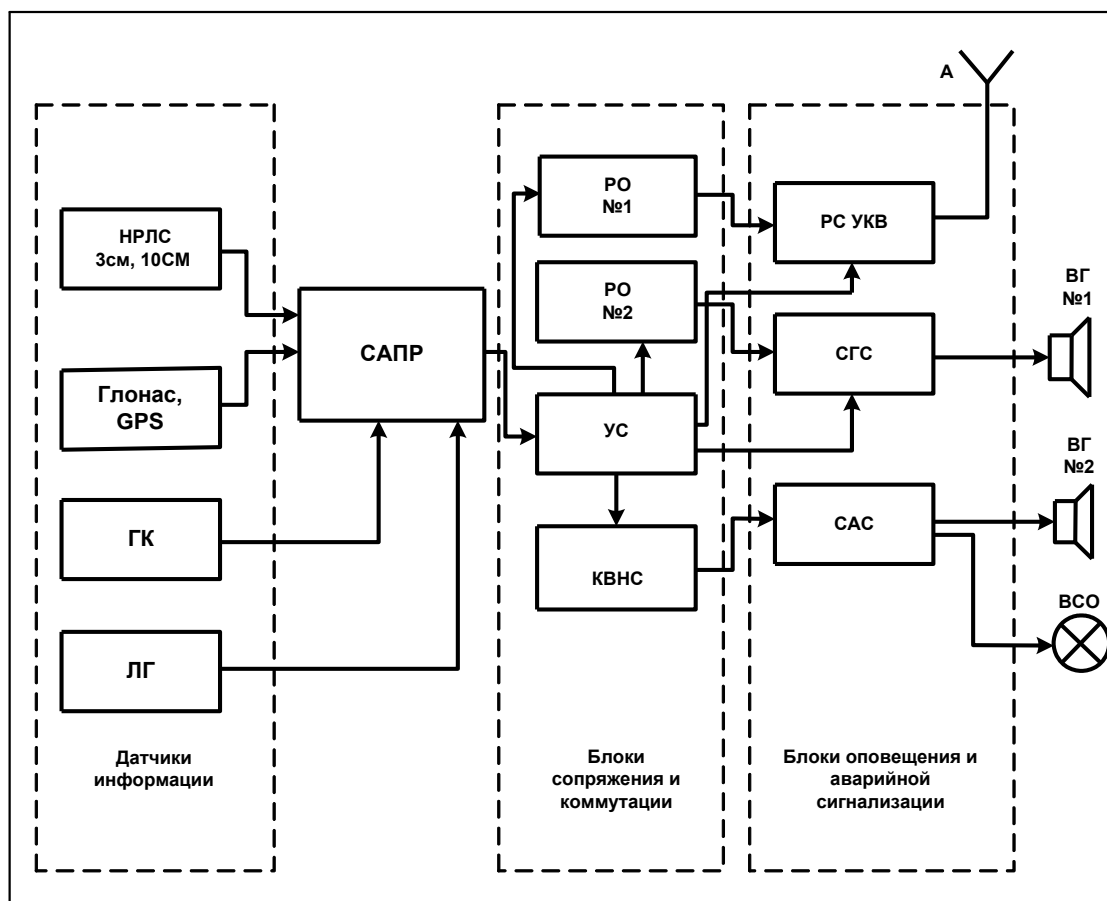 НРЛС
3см, 10СМ
Глонас,
GPS
ГК
ЛГ
Датчики
информации
САПР
РО
№1
РО
№2
УС
КВНС
Блоки
сопряжения и
коммутации
А
РС УКВ
СГС
САС
Блоки оповещения и
аварийной
сигнализации
ВГ
№1
ВГ
№2
ВСО